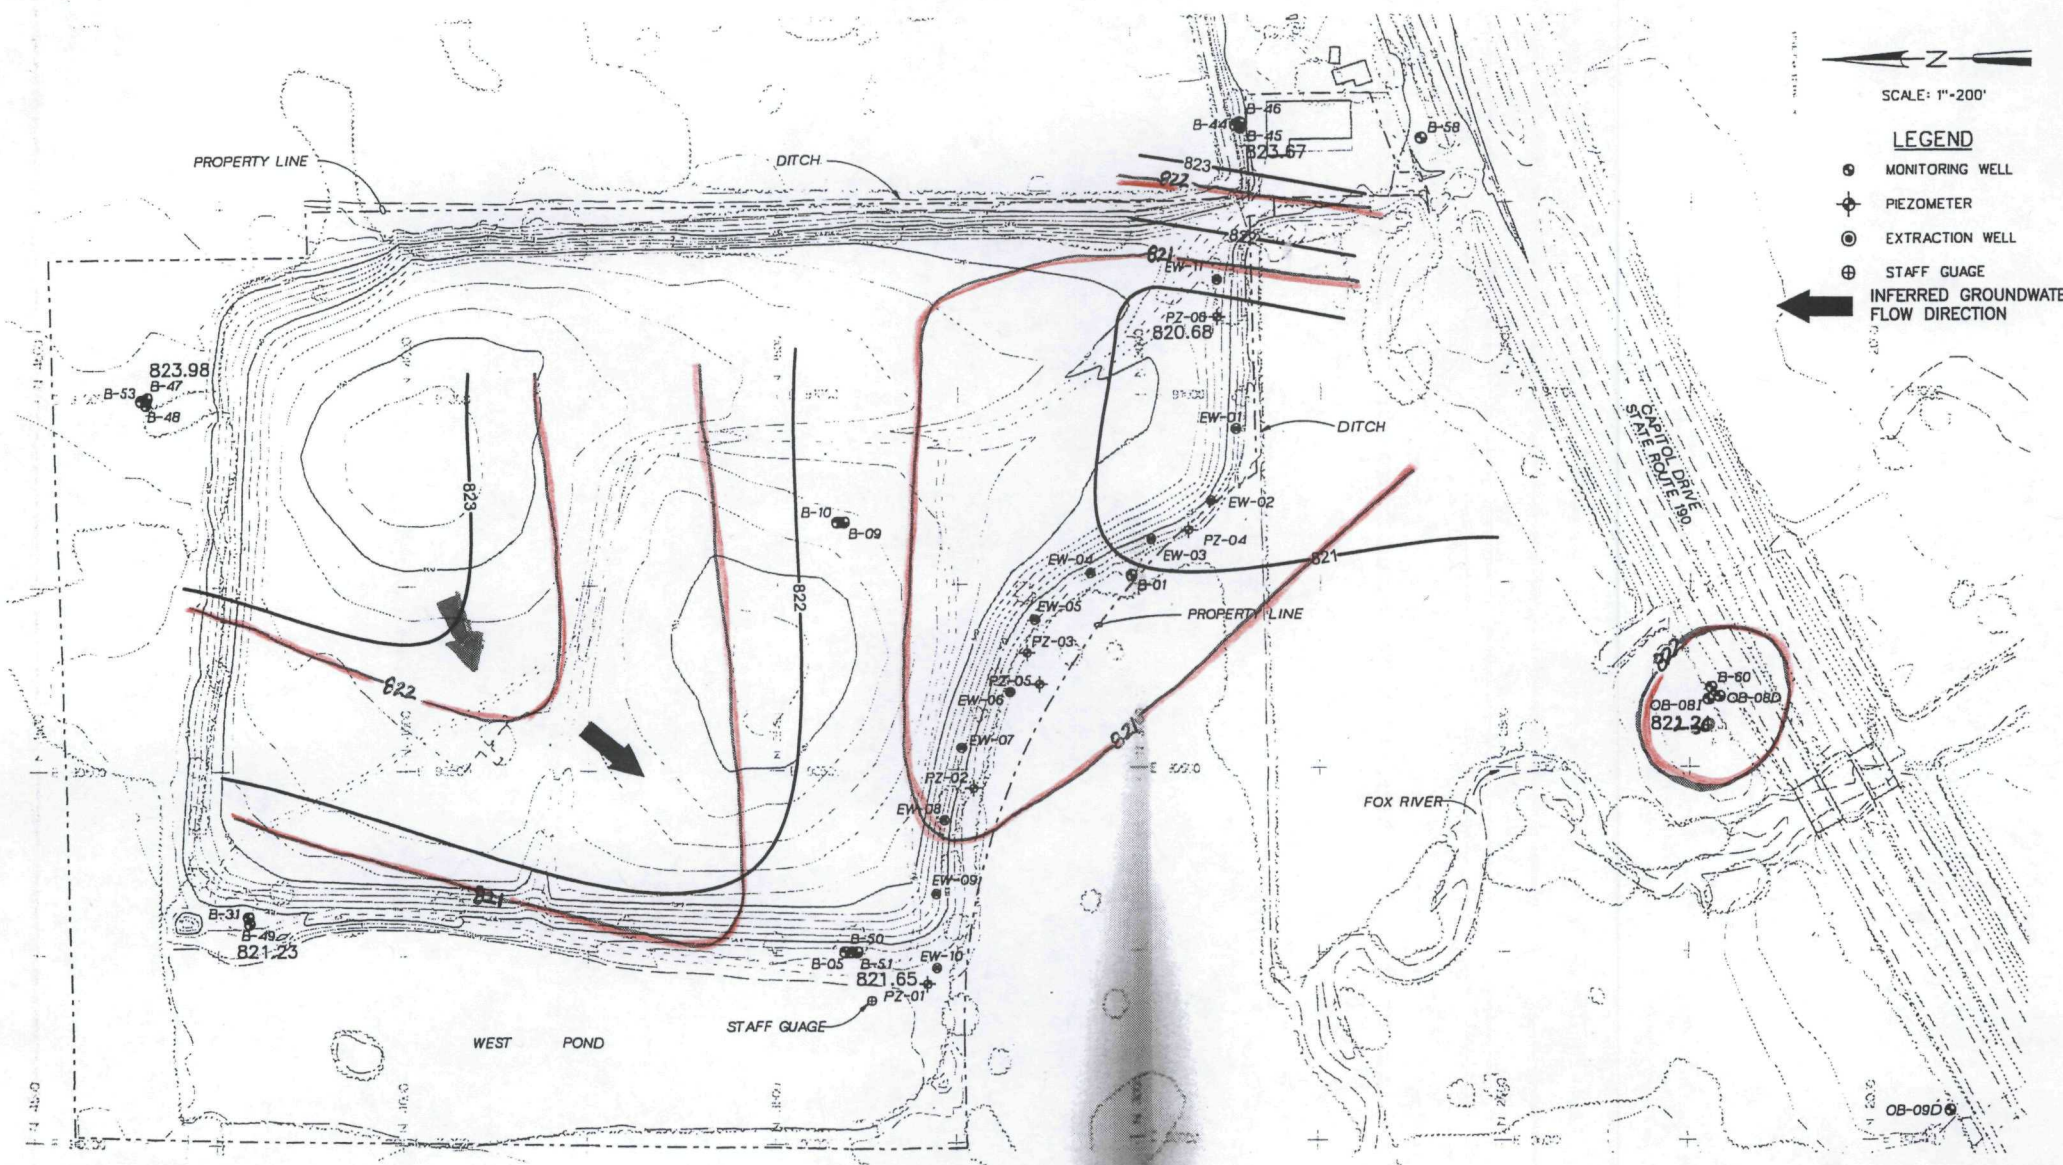 N
SCALE: 1"=200'
LEGEND
MONITORING WELL
PIEZOMETER
EXTRACTION WELL
STAFF GUAGE
INFERRED GROUNDWATE
FLOW DIRECTION
PROPERTY LINE
DITCH
B-46
B-44
B-45
823.67
B-58
823
822
822
821
EW-11
PZ-08
820.68
823.98
B-53
B-47
B-48
EW-01
DITCH
CAPITOL DRIVE
STATE ROUTE 190
823
B-10
B-09
EW-02
PZ-04
EW-03
EW-04
B-01
821
822
EW-05
PROPERTY LINE
PZ-03
822
PZ-05
EW-06
822
B-60
OB-08I
OB-08D
EW-07
821
PZ-02
EW-08
FOX RIVER
EW-09
821
B-31
B-49
821.23
B-50
B-05
B-51
EW-10
821.65
PZ-01
STAFF GUAGE
WEST POND
OB-09D